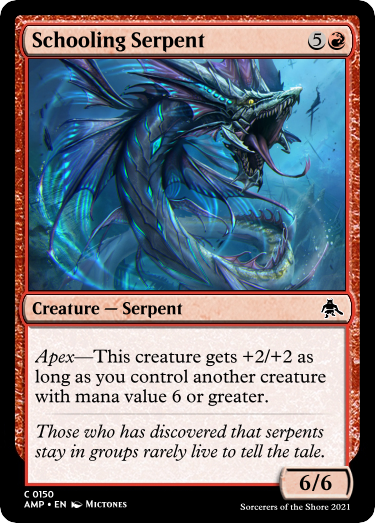 Schooling Serpent 5
Creature — Serpent
Apex—This creature gets +2/+2 as
long as you control another creature
with mana value 6 or greater.
Those who has discovered that serpents
stay in groups rarely live to tell the tale.
6/6
C 0150
AMP • EN Mictones
Sorcerers of the Shore 2021